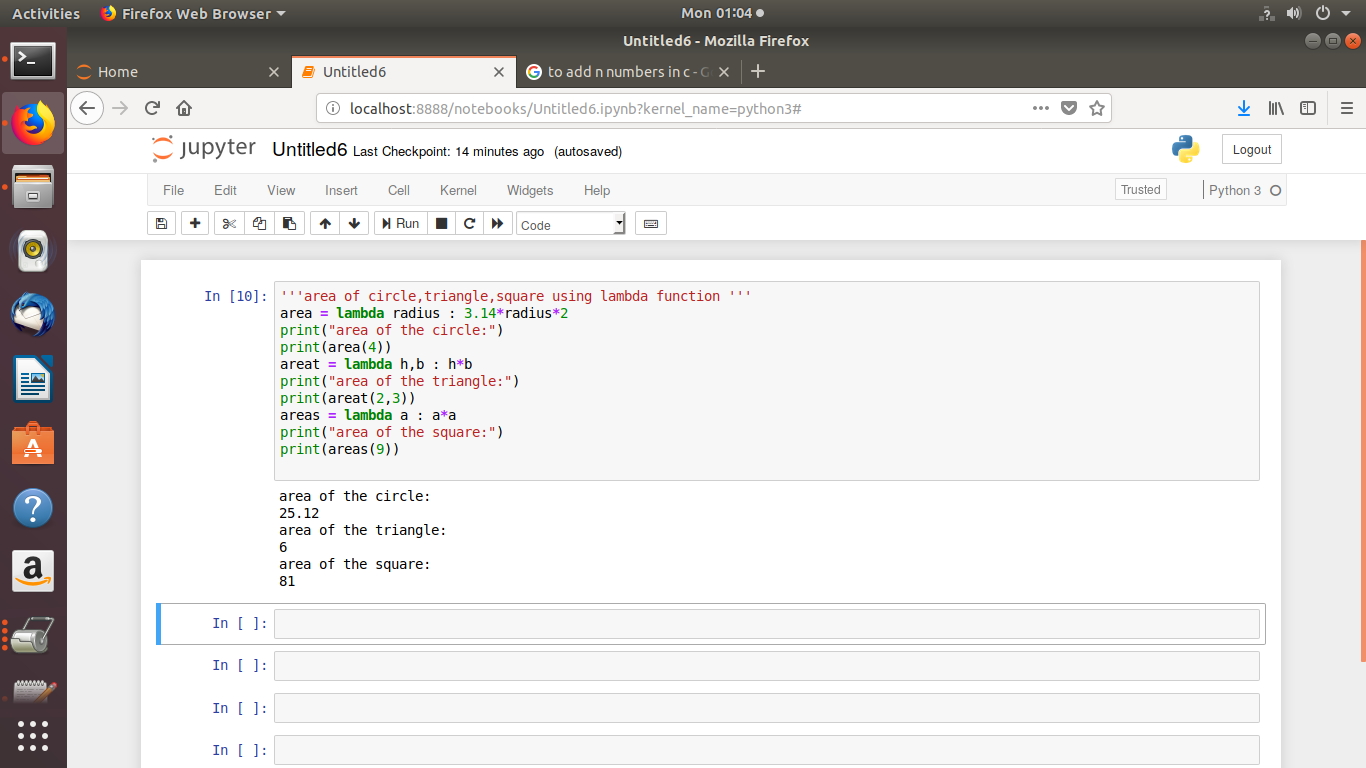 Activities Firefox Web Browser Mon 01:04
Untitled6 - Mozilla Firefox
Home Untitled6 to add n numbers in c - G
localhost:8888/notebooks/Untitled6.ipynb?kernel_name=python3#
jupyter Untitled6 Last Checkpoint: 14 minutes ago (autosaved) Logout
File Edit View Insert Cell Kernel Widgets Help Trusted Python 3
Run Code
In [10]: '''area of circle,triangle,square using lambda function '''
area = lambda radius : 3.14*radius*2
print("area of the circle:")
print(area(4))
areat = lambda h,b : h*b
print("area of the triangle:")
print(areat(2,3))
areas = lambda a : a*a
print("area of the square:")
print(areas(9))
area of the circle:
25.12
area of the triangle:
6
area of the square:
81
In [ ]:
In [ ]:
In [ ]:
In [ ]: